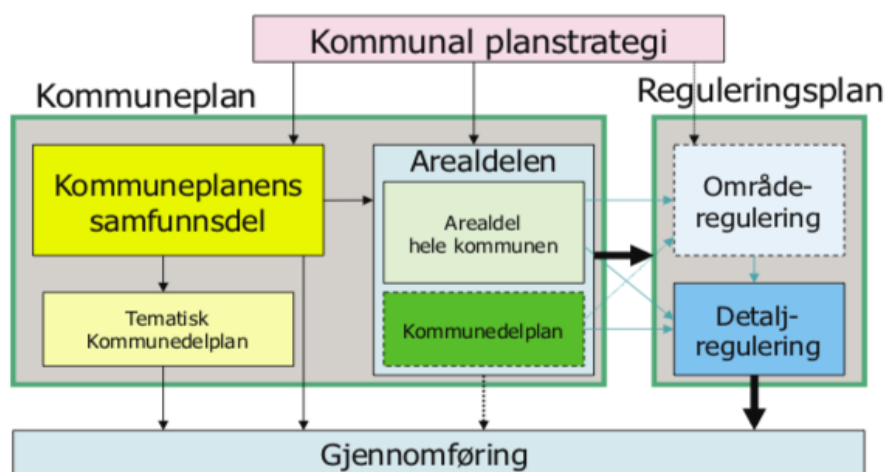 Kommunal planstrategi
Kommuneplan
Reguleringsplan
Kommuneplanens
samfunnsdel
Arealdelen
Arealdel
hele kommunen
Område-
regulering
Tematisk
Kommunedelplan
Kommunedelplan
Detalj-
regulering
Gjennomføring